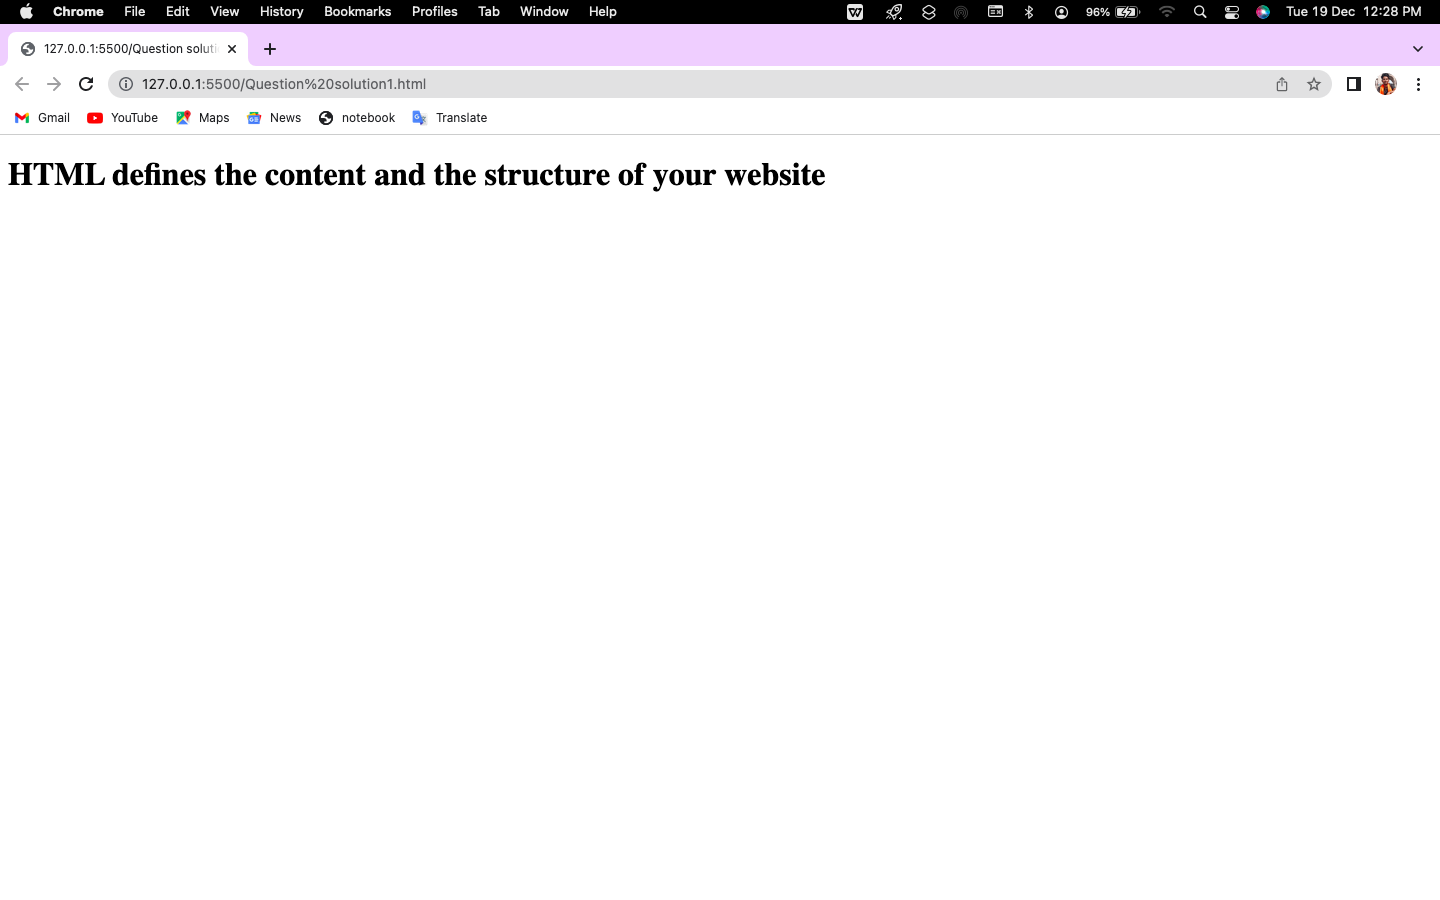 Chrome File Edit View History Bookmarks Profiles Tab Window Help 96% Tue 19 Dec 12:28 PM
127.0.0.1:5500/Question soluti
127.0.0.1:5500/Question%20solution1.html
Gmail YouTube Maps News notebook Translate
HTML defines the content and the structure of your website